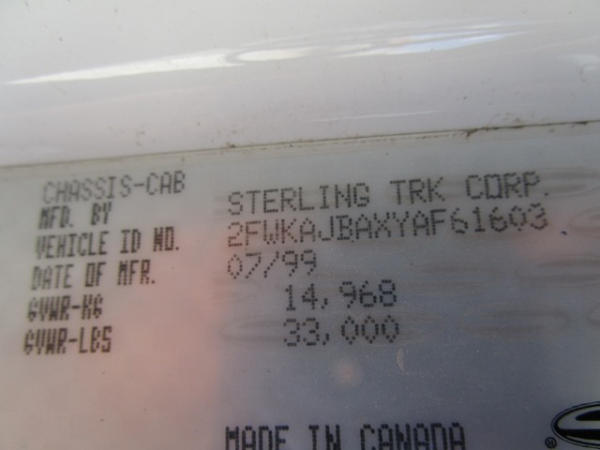 CHASSIS-CAB
MFD. BY STERLING TRK CORP.
VEHICLE ID NO. 2FWKAJBAXYAF61603
DATE OF MFR. 07/99
GVWR-KG 14,968
GVWR-LBS 33,000
MADE IN CANADA